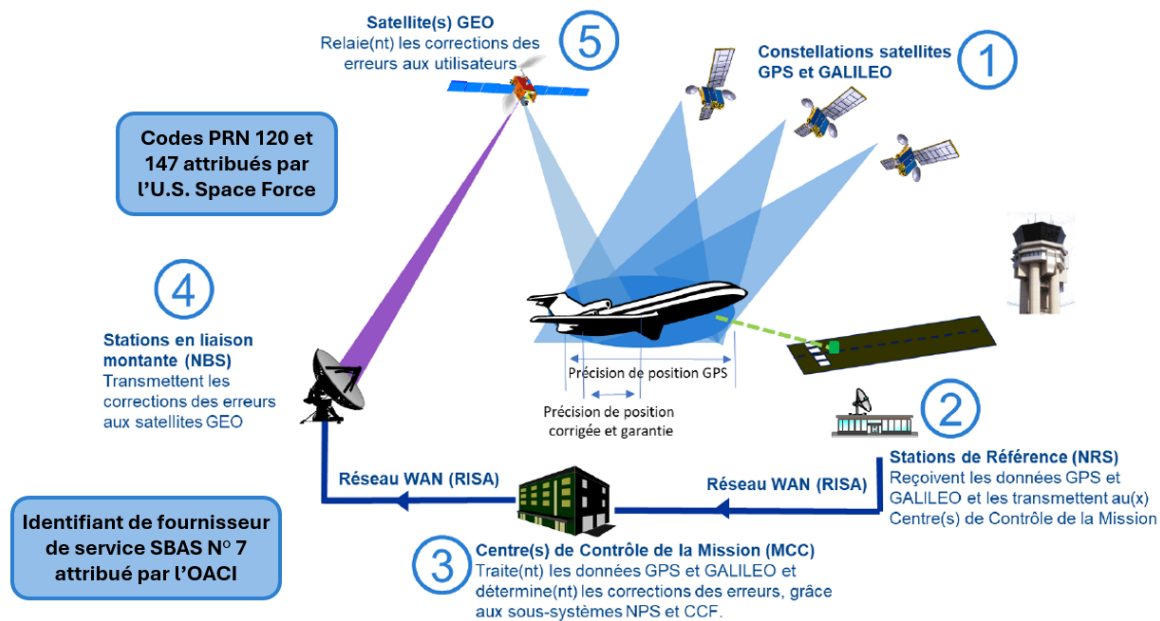 Satellite(s) GEO
Relaie(nt) les corrections des
erreurs aux utilisateurs
5
Constellations satellites
GPS et GALILEO
1
Codes PRN 120 et
147 attribués par
l’U.S. Space Force
4
Stations en liaison
montante (NBS)
Transmettent les
corrections des erreurs
aux satellites GEO
Précision de position GPS
Précision de position
corrigée et garantie
2
Stations de Référence (NRS)
Reçoivent les données GPS et
GALILEO et les transmettent au(x)
Centre(s) de Contrôle de la Mission
Réseau WAN (RISA)
Réseau WAN (RISA)
Identifiant de fournisseur
de service SBAS N° 7
attribué par l’OACI
3
Centre(s) de Contrôle de la Mission (MCC)
Traite(nt) les données GPS et GALILEO et
détermine(nt) les corrections des erreurs, grâce
aux sous-systèmes NPS et CCF.